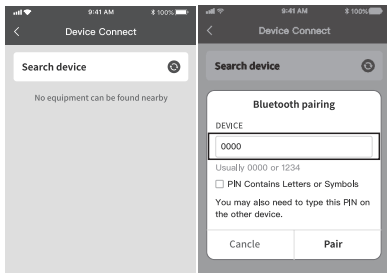 9:41 AM 100%
Device Connect
Search device
No equipment can be found nearby
9:41 AM 100%
Device Connect
Search device
Bluetooth pairing
DEVICE
0000
Usually 0000 or 1234
PIN Contains Letters or Symbols
You may also need to type this PIN on
the other device.
Cancle Pair